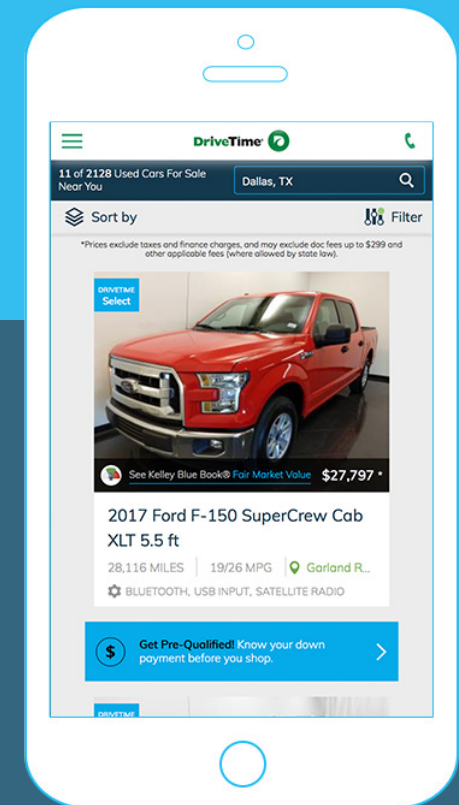 DriveTime
11 of 2128 Used Cars For Sale
Near You
Dallas, TX
Sort by
Filter
*Prices exclude taxes and finance charges, and may exclude doc fees up to $299 and
other applicable fees (where allowed by state law).
DRIVETIME
Select
See Kelley Blue Book® Fair Market Value $27,797 *
2017 Ford F-150 SuperCrew Cab
XLT 5.5 ft
28,116 MILES 19/26 MPG Garland R...
BLUETOOTH, USB INPUT, SATELLITE RADIO
$
Get Pre-Qualified! Know your down
payment before you shop.
DRIVETIME